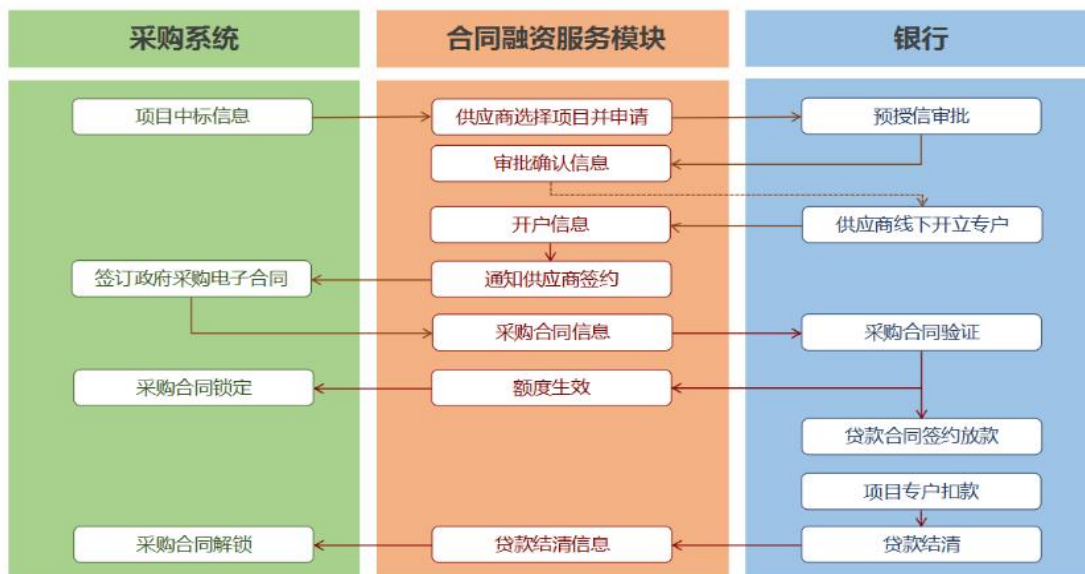 采购系统
合同融资服务模块
银行
项目中标信息
供应商选择项目并申请
预授信审批
审批确认信息
开户信息
供应商线下开立专户
签订政府采购电子合同
通知供应商签约
采购合同信息
采购合同验证
采购合同锁定
额度生效
贷款合同签约放款
项目专户扣款
采购合同解锁
贷款结清信息
贷款结清